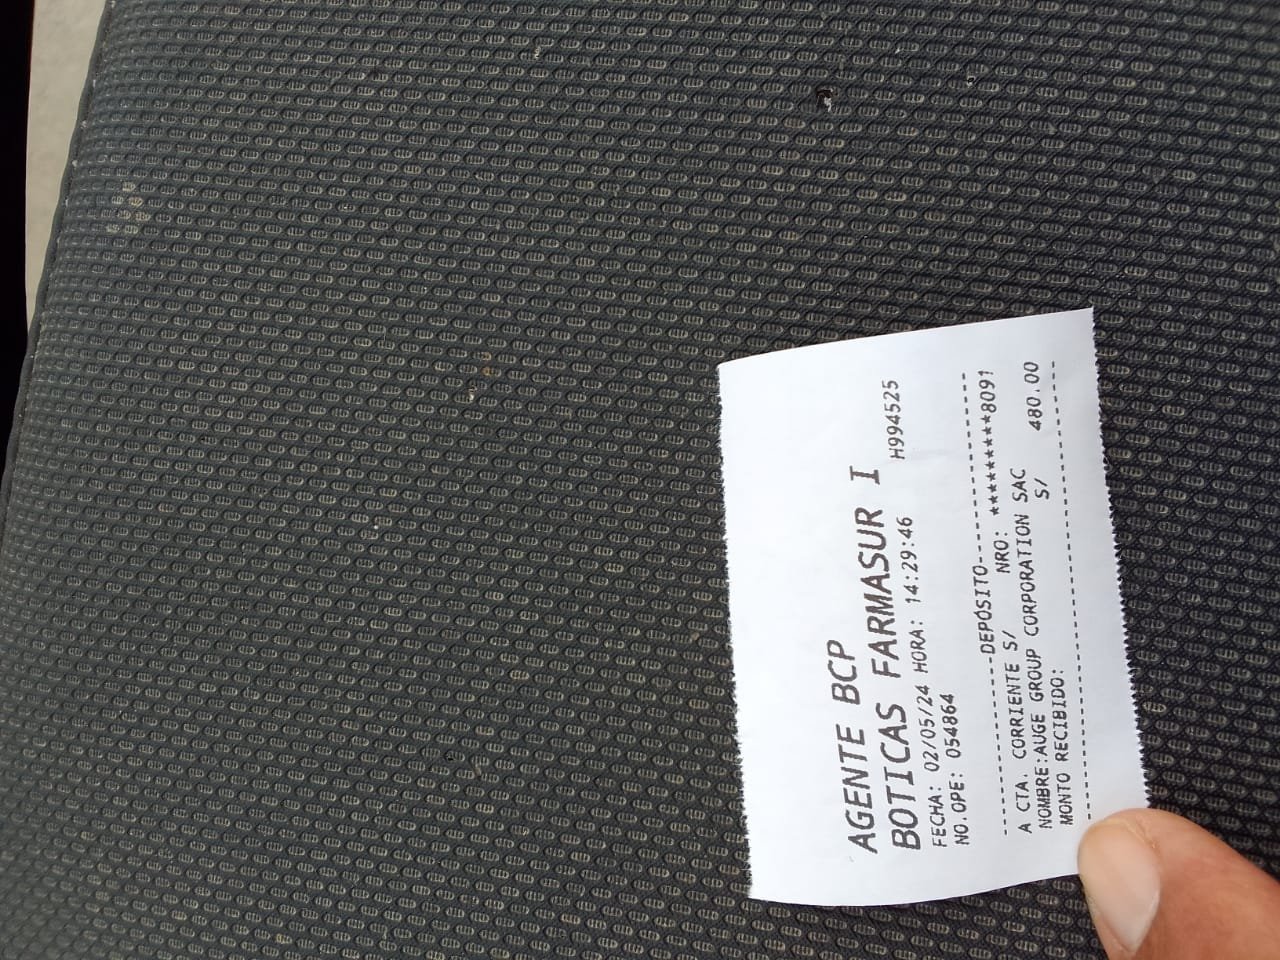 AGENTE BCP
BOTICAS FARMASUR I
FECHA: 02/05/24 HORA: 14:29:46 H994525
NO.OPE: 054864
----------------DEPOSITO-----------------
A CTA. CORRIENTE S/ NRO: *********8091
NOMBRE:AUGE GROUP CORPORATION SAC
MONTO RECIBIDO: S/ 480.00
-----------------------------------------